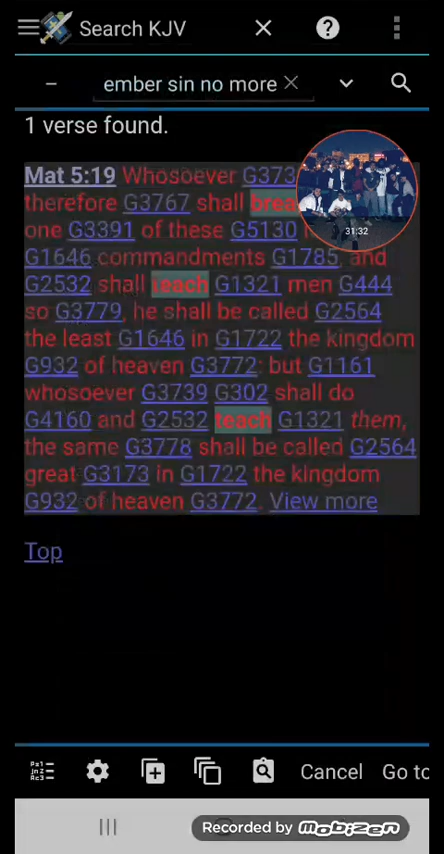 Search KJV
ember sin no more
1 verse found.
Mat 5:19 Whosoever G373
therefore G3767 shall brea
one G3391 of these G5130
G1646 commandments G1785, and
G2532 shall teach G1321 men G444
so G3779, he shall be called G2564
the least G1646 in G1722 the kingdom
G932 of heaven G3772: but G1161
whosoever G3739 G302 shall do
G4160 and G2532 teach G1321 them,
the same G3778 shall be called G2564
great G3173 in G1722 the kingdom
G932 of heaven G3772. View more
31:32
Top
Cancel Go to
Recorded by MOBIZEN